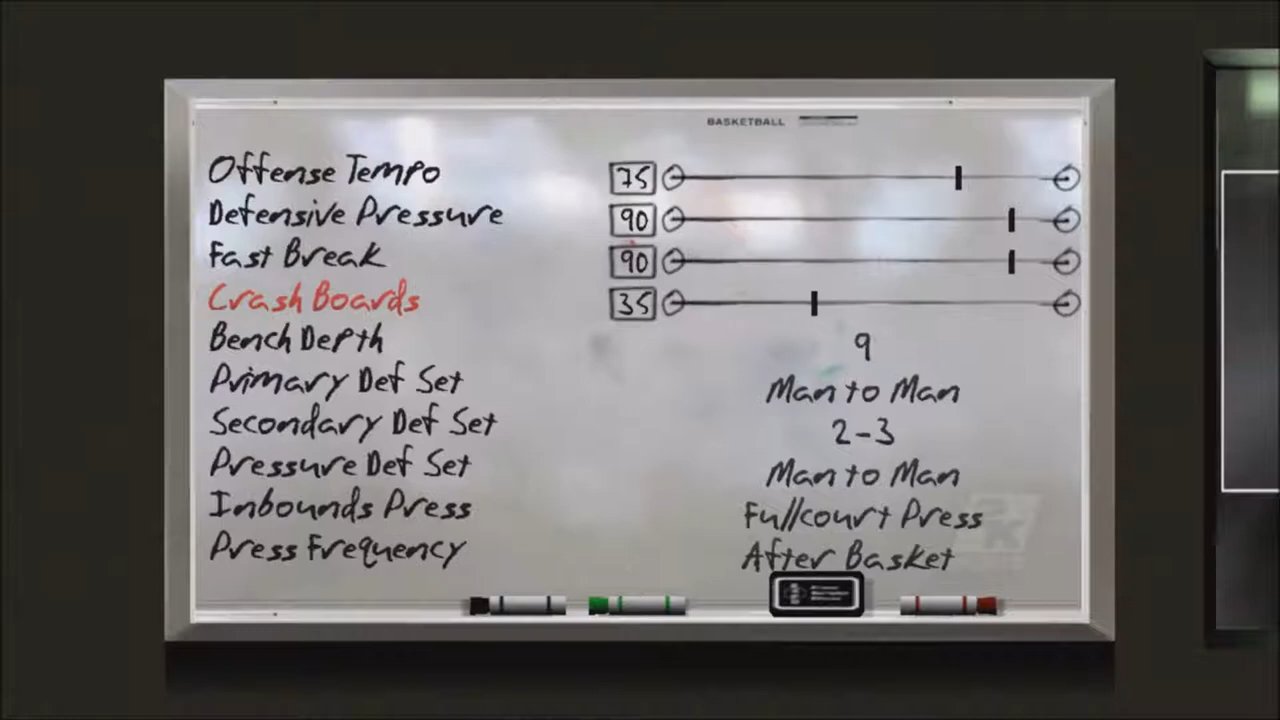 BASKETBALL
Offense Tempo 75
Defensive Pressure 90
Fast Break 90
Crash Boards 35
Bench Depth 9
Primary Def Set Man to Man
Secondary Def Set 2-3
Pressure Def Set Man to Man
Inbounds Press Fullcourt Press
Press Frequency After Basket